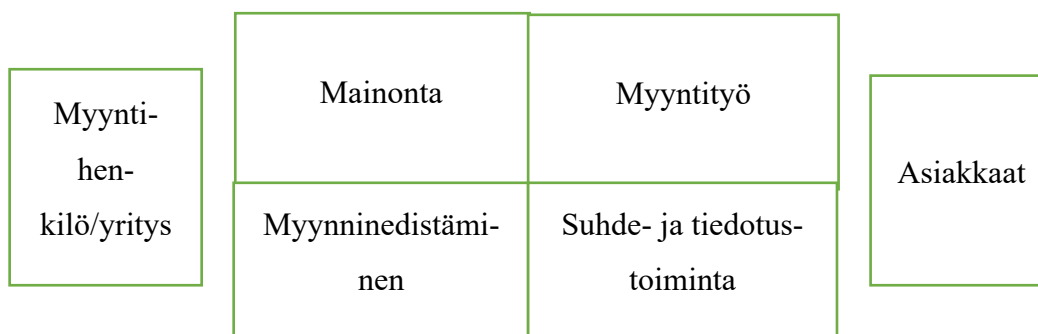 Myynti-
hen-
kilö/yritys
Mainonta
Myyntityö
Myynninedistämi-
nen
Suhde- ja tiedotus-
toiminta
Asiakkaat